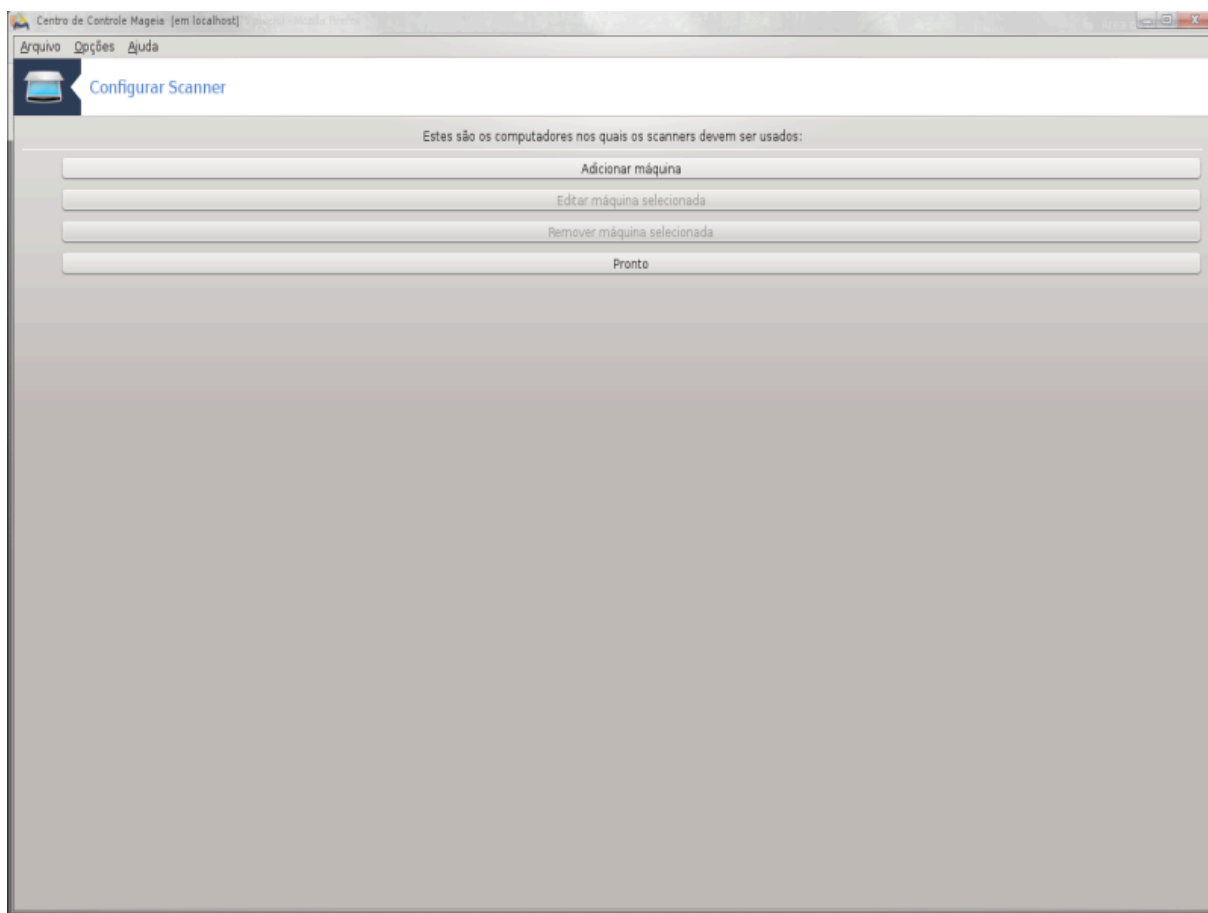 Centro de Controle Mageia [em localhost]
Arquivo Opções Ajuda
Configurar Scanner
Estes são os computadores nos quais os scanners devem ser usados:
Adicionar máquina
Editar máquina selecionada
Remover máquina selecionada
Pronto